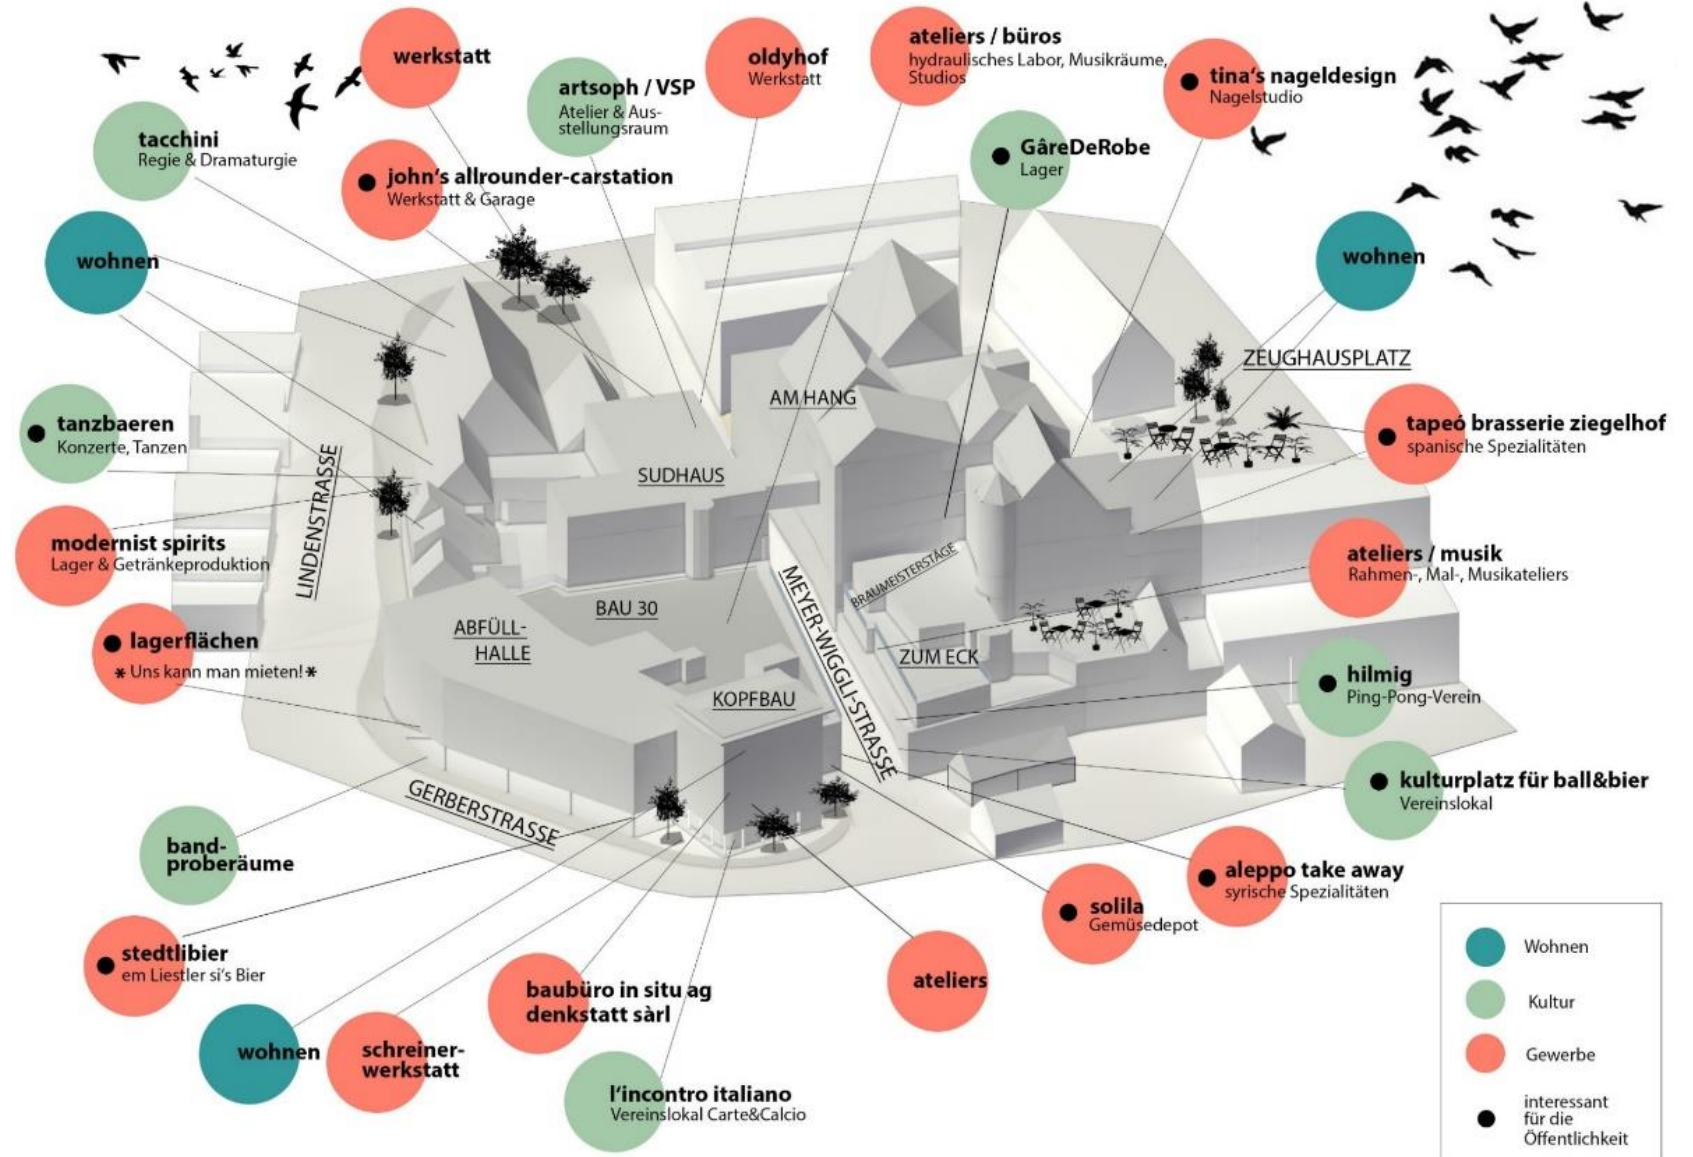 werkstatt
oldyhof
Werkstatt
ateliers / büros
hydraulisches Labor, Musikräume,
Studios
artsoph / VSP
Atelier & Aus-
stellungsraum
tina's nageldesign
Nagelstudio
tacchini
Regie & Dramaturgie
john's allrounder-carstation
Werkstatt & Garage
GâreDeRobe
Lager
wohnen
wohnen
ZEUGHAUSPLATZ
AM HANG
tanzbaeren
Konzerte, Tanzen
tapeó brasserie ziegelhof
spanische Spezialitäten
SUDHAUS
LINDENSTRASSE
modernist spirits
Lager & Getränkeproduktion
ateliers / musik
Rahmen-, Mal-, Musikateliers
BRAUMEISTERSTÄGE
MEYER-WIGGLI-STRASSE
BAU 30
ABFÜLL-
HALLE
ZUM ECK
lagerflächen
* Uns kann man mieten! *
hilmig
Ping-Pong-Verein
KOPFBAU
GERBERSTRASSE
kulturplatz für ball&bier
Vereinslokal
band-
proberäume
aleppo take away
syrische Spezialitäten
solila
Gemüsedepot
stedtlibier
em Liestler si's Bier
ateliers
baubüro in situ ag
denkstatt sàrl
wohnen
schreiner-
werkstatt
l'incontro italiano
Vereinslokal Carte&Calcio
Wohnen
Kultur
Gewerbe
interessant
für die
Öffentlichkeit